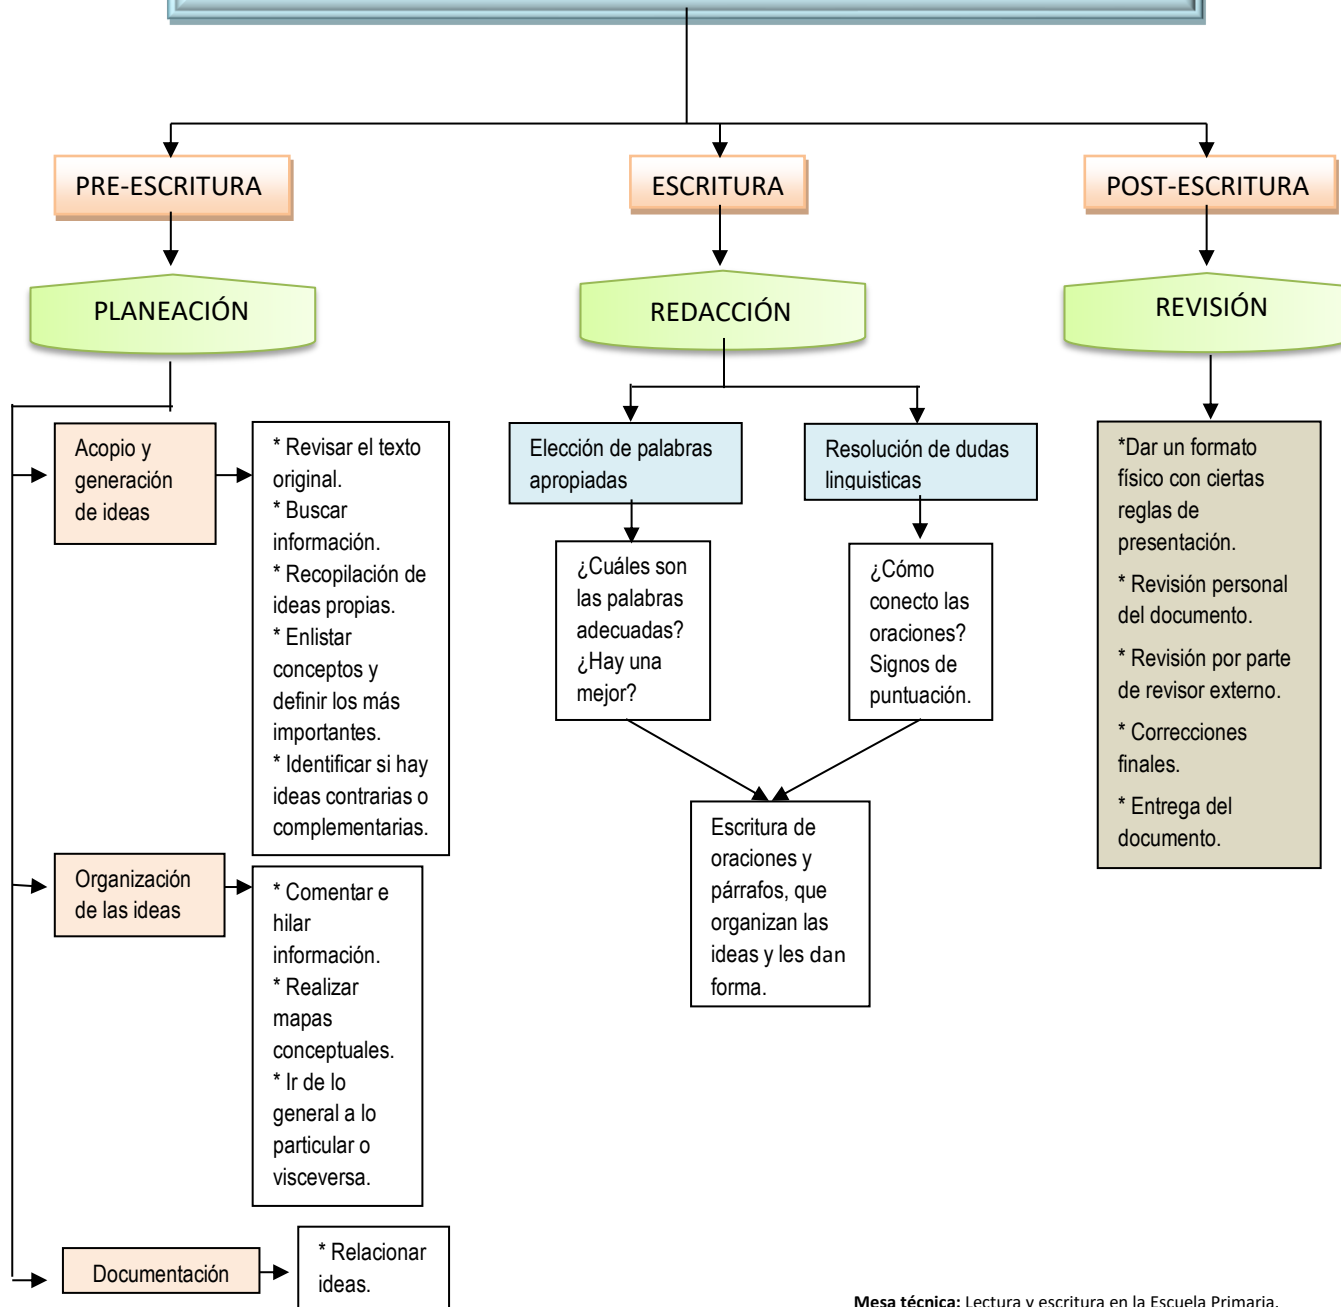 PRE-ESCRITURA
ESCRITURA
POST-ESCRITURA
PLANEACIÓN
REDACCIÓN
REVISIÓN
Acopio y
generación
de ideas
* Revisar el texto
original.
* Buscar
información.
* Recopilación de
ideas propias.
* Enlistar
conceptos y
definir los más
importantes.
* Identificar si hay
ideas contrarias o
complementarias.
Organización
de las ideas
* Comentar e
hilar
información.
* Realizar
mapas
conceptuales.
* Ir de lo
general a lo
particular o
visceversa.
Documentación
* Relacionar
ideas.
Elección de palabras
apropiadas
Resolución de dudas
linguisticas
¿Cuáles son
las palabras
adecuadas?
¿Hay una
mejor?
¿Cómo
conecto las
oraciones?
Signos de
puntuación.
Escritura de
oraciones y
párrafos, que
organizan las
ideas y les dan
forma.
*Dar un formato
físico con ciertas
reglas de
presentación.
* Revisión personal
del documento.
* Revisión por parte
de revisor externo.
* Correcciones
finales.
* Entrega del
documento.
Mesa técnica: Lectura y escritura en la Escuela Primaria.